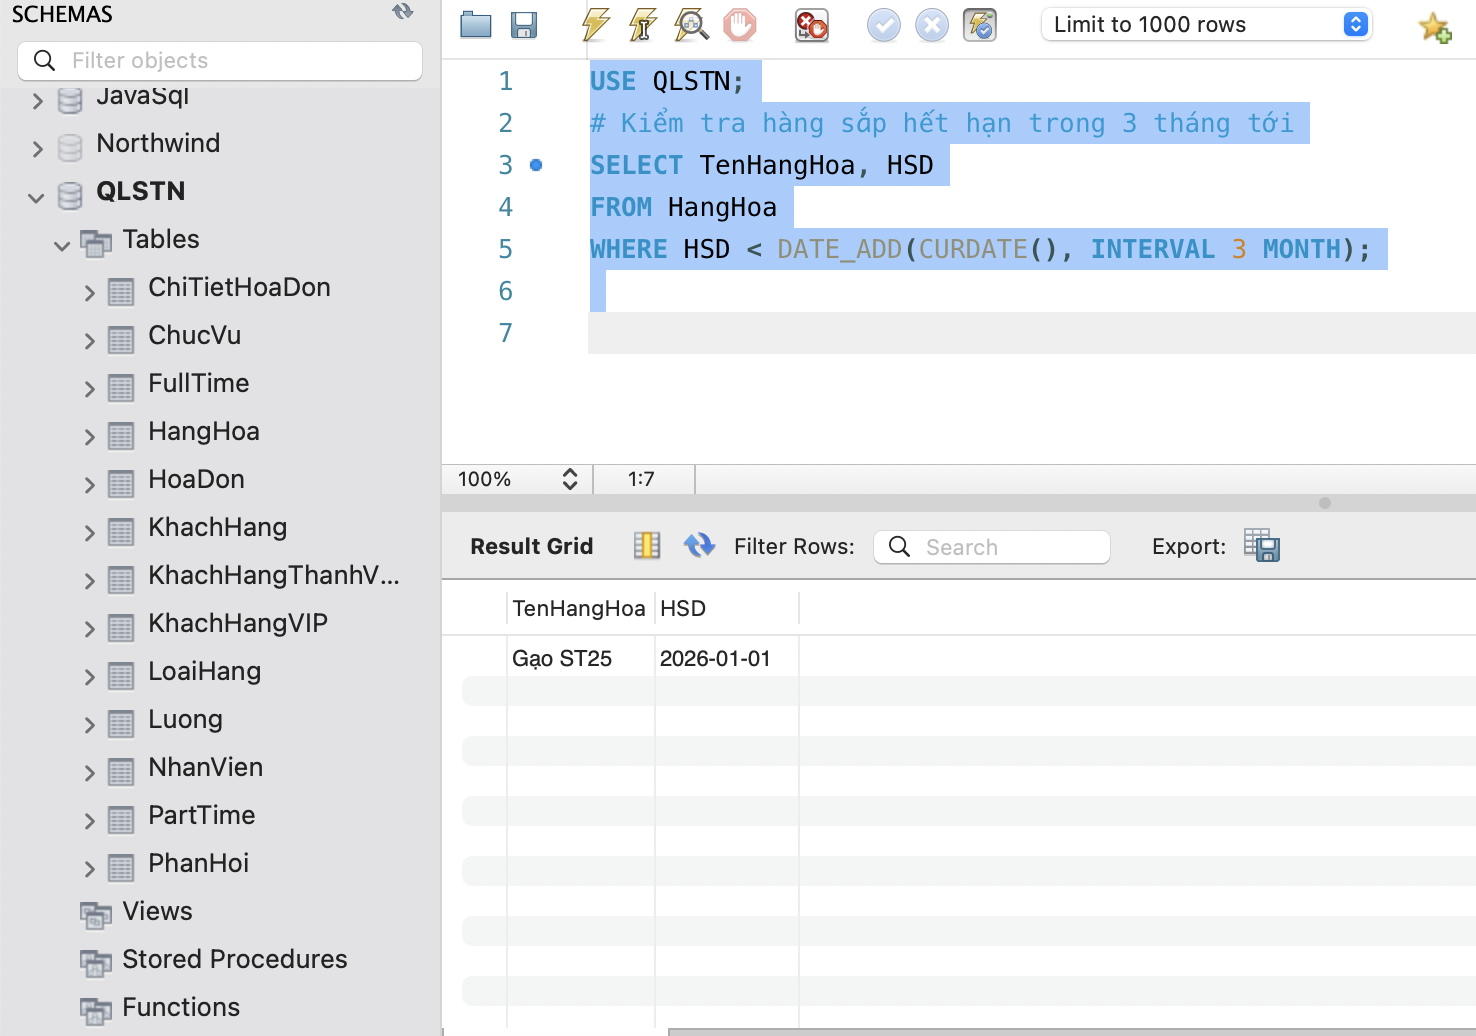 SCHEMAS
Filter objects
JavaSql
Northwind
QLSTN
Tables
ChiTietHoaDon
ChucVu
FullTime
HangHoa
HoaDon
KhachHang
KhachHangThanhV...
KhachHangVIP
LoaiHang
Luong
NhanVien
PartTime
PhanHoi
Views
Stored Procedures
Functions
Limit to 1000 rows
1 USE QLSTN;
2 # Kiểm tra hàng sắp hết hạn trong 3 tháng tới
3 SELECT TenHangHoa, HSD
4 FROM HangHoa
5 WHERE HSD < DATE_ADD(CURDATE(), INTERVAL 3 MONTH);
6
7
100% 1:7
Result Grid Filter Rows: Search Export:
TenHangHoa HSD
Gạo ST25 2026-01-01